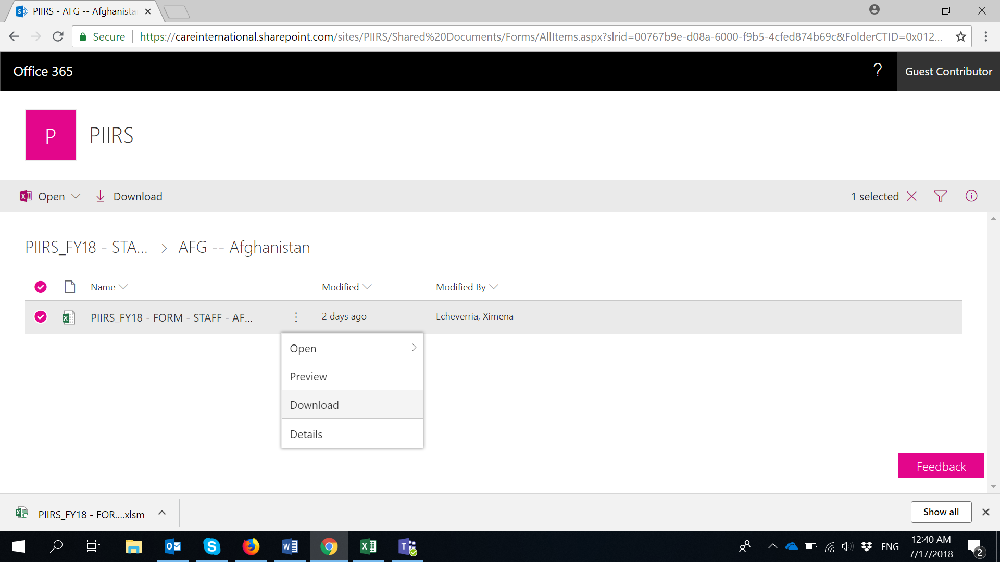 PIIRS - AFG -- Afghanista
Secure
https://careinternational.sharepoint.com/sites/PIIRS/Shared%20Documents/Forms/AllItems.aspx?slrid=00767b9e-d08a-6000-f9b5-4cfed874b69c&FolderCTID=0x012...
Office 365
?
Guest Contributor
P
PIIRS
Open
Download
1 selected
PIIRS_FY18 - STA...
AFG -- Afghanistan
Name
Modified
Modified By
PIIRS_FY18 - FORM - STAFF - AF...
2 days ago
Echeverría, Ximena
Open
Preview
Download
Details
Feedback
PIIRS_FY18 - FOR....xlsm
Show all
ENG
12:40 AM
7/17/2018
2